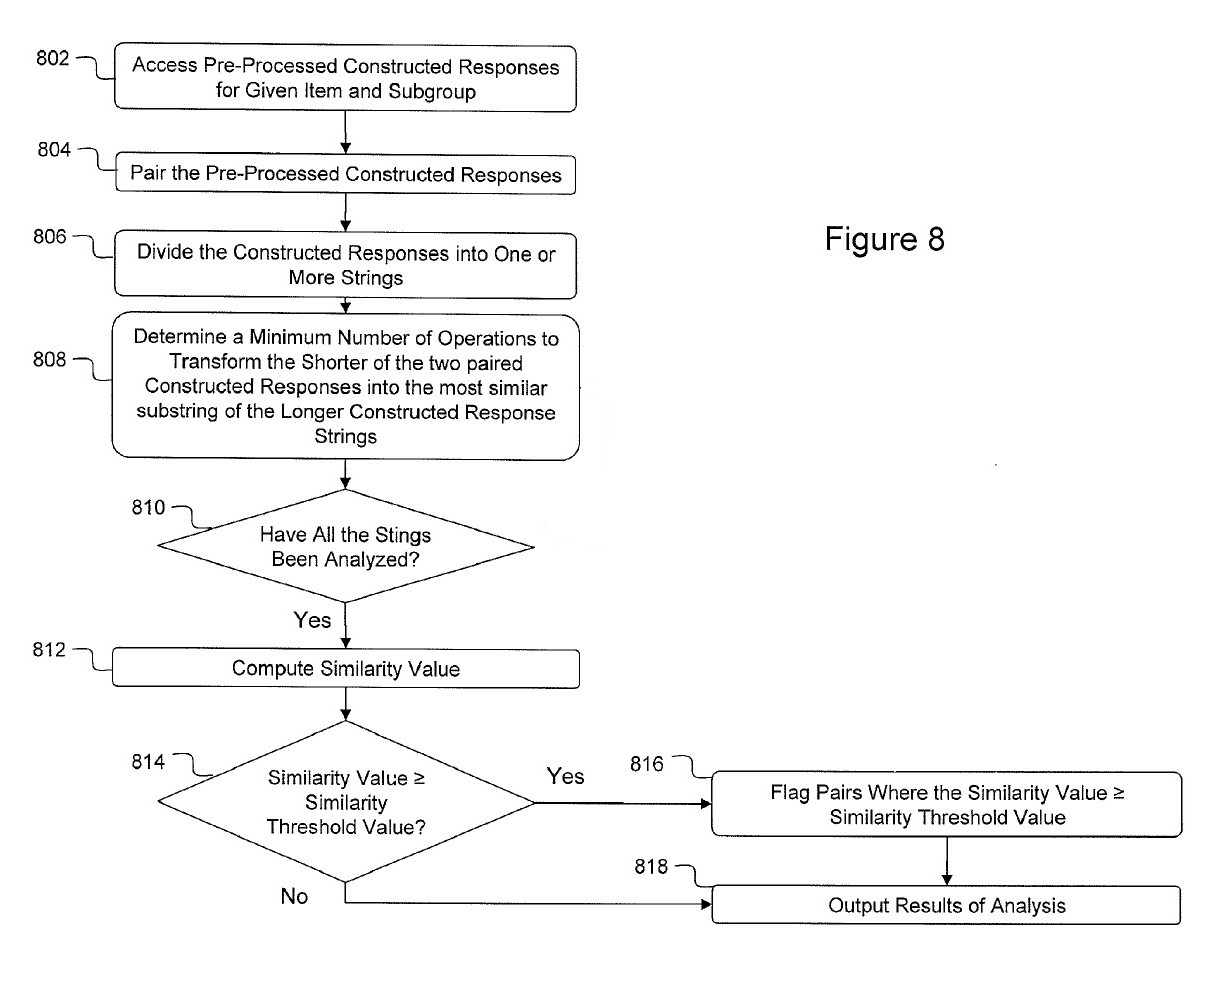 802
Access Pre-Processed Constructed Responses
for Given Item and Subgroup
804
Pair the Pre-Processed Constructed Responses
806
Divide the Constructed Responses into One or
More Strings
Figure 8
808
Determine a Minimum Number of Operations to
Transform the Shorter of the two paired
Constructed Responses into the most similar
substring of the Longer Constructed Response
Strings
810
Have All the Stings
Been Analyzed?
Yes
812
Compute Similarity Value
814
Similarity Value ≥
Similarity
Threshold Value?
Yes
816
Flag Pairs Where the Similarity Value ≥
Similarity Threshold Value
No
818
Output Results of Analysis